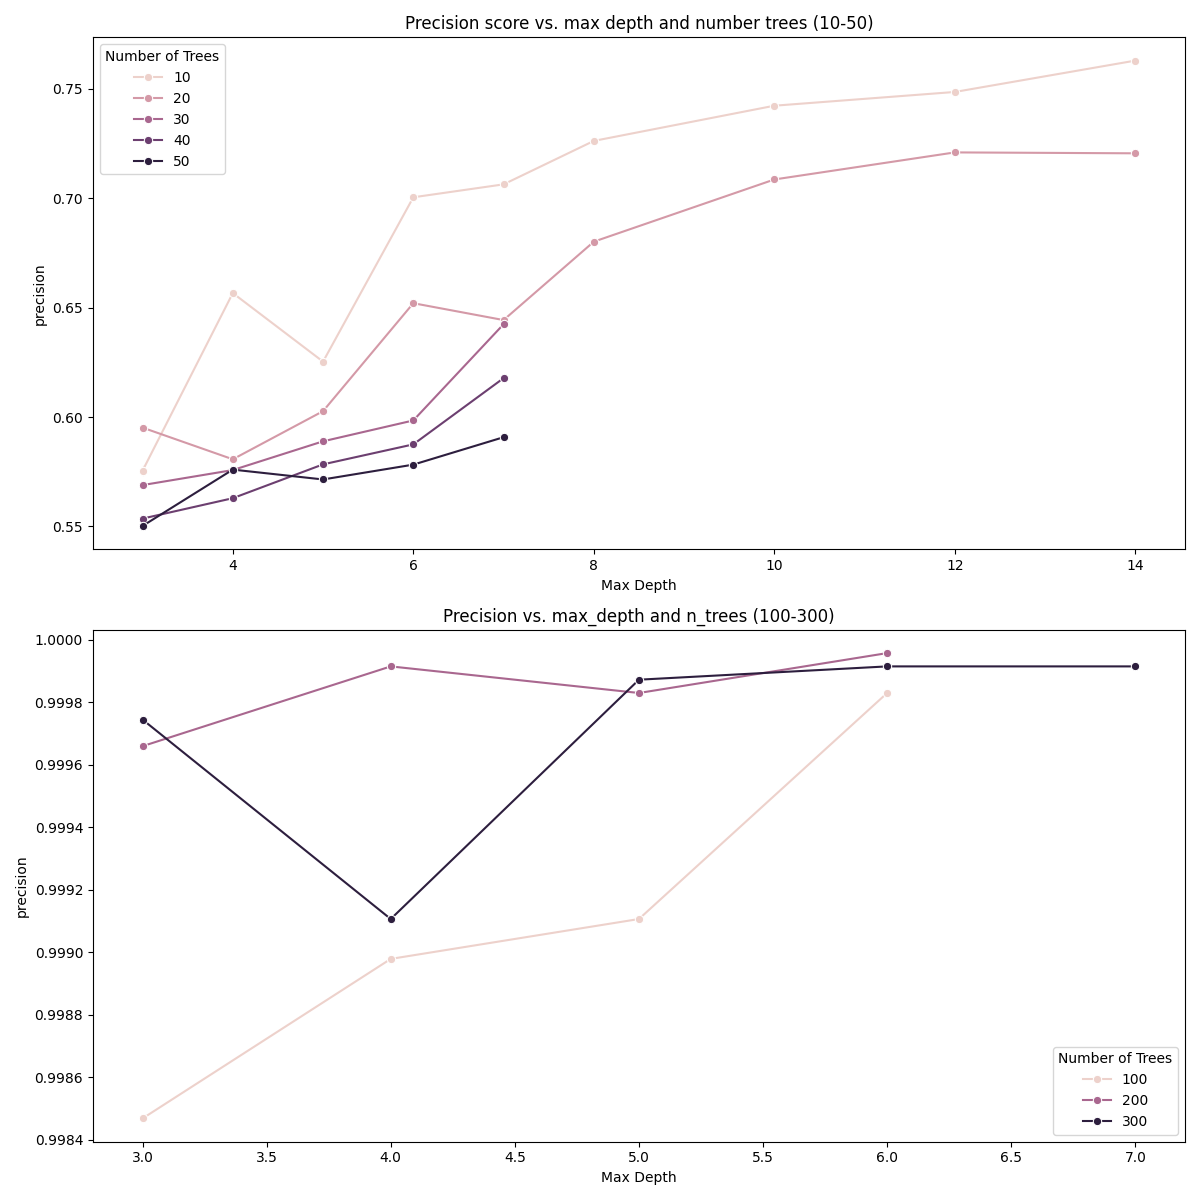 Precision score vs. max depth and number trees (10-50)
Number of Trees
10
20
30
40
50
0.75
0.70
0.65
0.60
0.55
precision
4 6 8 10 12 14
Max Depth
Precision vs. max_depth and n_trees (100-300)
1.0000
0.9998
0.9996
0.9994
0.9992
0.9990
0.9988
0.9986
0.9984
precision
Number of Trees
100
200
300
3.0 3.5 4.0 4.5 5.0 5.5 6.0 6.5 7.0
Max Depth